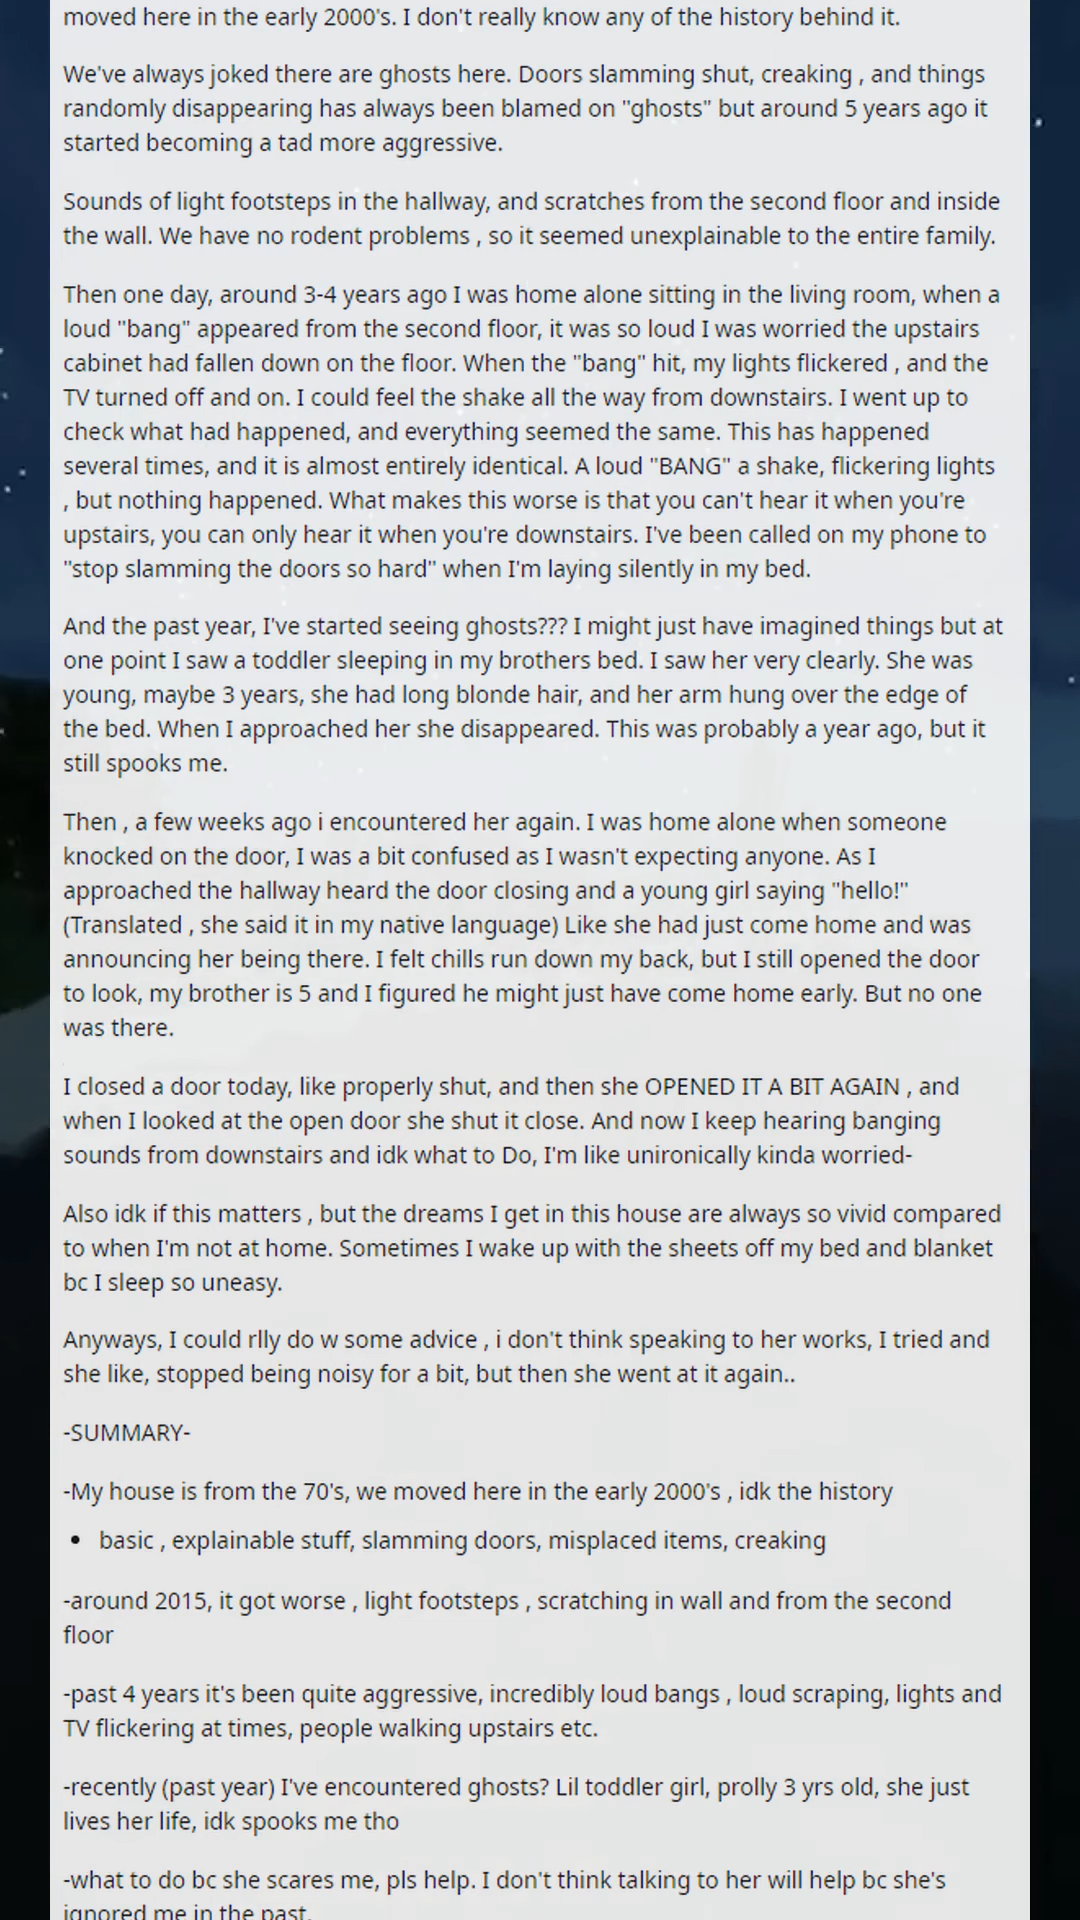 moved here in the early 2000's. I don't really know any of the history behind it.
We've always joked there are ghosts here. Doors slamming shut, creaking , and things
randomly disappearing has always been blamed on "ghosts" but around 5 years ago it
started becoming a tad more aggressive.
Sounds of light footsteps in the hallway, and scratches from the second floor and inside
the wall. We have no rodent problems , so it seemed unexplainable to the entire family.
Then one day, around 3-4 years ago I was home alone sitting in the living room, when a
loud "bang" appeared from the second floor, it was so loud I was worried the upstairs
cabinet had fallen down on the floor. When the "bang" hit, my lights flickered , and the
TV turned off and on. I could feel the shake all the way from downstairs. I went up to
check what had happened, and everything seemed the same. This has happened
several times, and it is almost entirely identical. A loud "BANG" a shake, flickering lights
, but nothing happened. What makes this worse is that you can't hear it when you're
upstairs, you can only hear it when you're downstairs. I've been called on my phone to
"stop slamming the doors so hard" when I'm laying silently in my bed.
And the past year, I've started seeing ghosts??? I might just have imagined things but at
one point I saw a toddler sleeping in my brothers bed. I saw her very clearly. She was
young, maybe 3 years, she had long blonde hair, and her arm hung over the edge of
the bed. When I approached her she disappeared. This was probably a year ago, but it
still spooks me.
Then , a few weeks ago i encountered her again. I was home alone when someone
knocked on the door, I was a bit confused as I wasn't expecting anyone. As I
approached the hallway heard the door closing and a young girl saying "hello!"
(Translated , she said it in my native language) Like she had just come home and was
announcing her being there. I felt chills run down my back, but I still opened the door
to look, my brother is 5 and I figured he might just have come home early. But no one
was there.
I closed a door today, like properly shut, and then she OPENED IT A BIT AGAIN , and
when I looked at the open door she shut it close. And now I keep hearing banging
sounds from downstairs and idk what to Do, I'm like unironically kinda worried-
Also idk if this matters , but the dreams I get in this house are always so vivid compared
to when I'm not at home. Sometimes I wake up with the sheets off my bed and blanket
bc I sleep so uneasy.
Anyways, I could rlly do w some advice , i don't think speaking to her works, I tried and
she like, stopped being noisy for a bit, but then she went at it again..
-SUMMARY-
-My house is from the 70's, we moved here in the early 2000's , idk the history
• basic , explainable stuff, slamming doors, misplaced items, creaking
-around 2015, it got worse , light footsteps , scratching in wall and from the second
floor
-past 4 years it's been quite aggressive, incredibly loud bangs , loud scraping, lights and
TV flickering at times, people walking upstairs etc.
-recently (past year) I've encountered ghosts? Lil toddler girl, prolly 3 yrs old, she just
lives her life, idk spooks me tho
-what to do bc she scares me, pls help. I don't think talking to her will help bc she's
ignored me in the past.